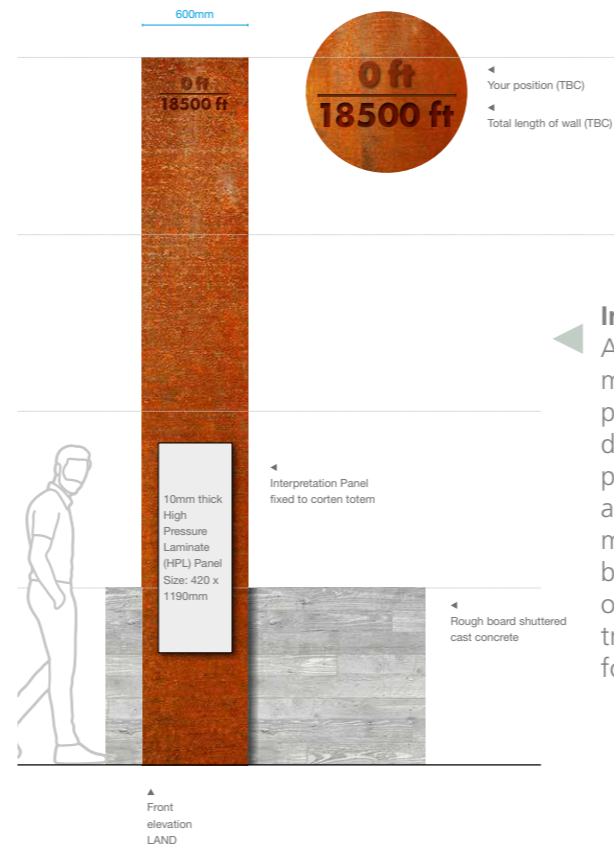 600mm
0 ft
18500 ft
0 ft
18500 ft
Your position (TBC)
Total length of wall (TBC)
Interpretation Panel
fixed to corten totem
10mm thick
High
Pressure
Laminate
(HPL) Panel
Size: 420 x
1190mm
Rough board shuttered
cast concrete
Front
elevation
LAND